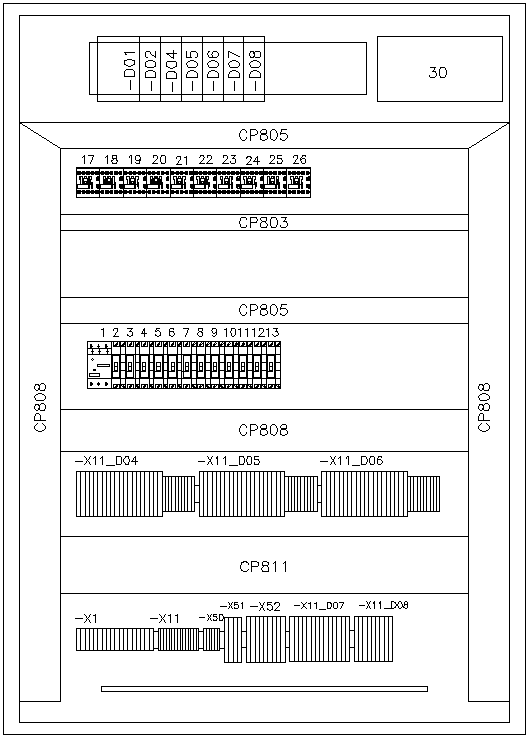 -D01 -D02 -D04 -D05 -D06 -D07 -D08
30
CP805
17 18 19 20 21 22 23 24 25 26
CP803
CP805
1 2 3 4 5 6 7 8 9 10 11 12 13
CP808
CP808
CP808
-X11_D04 -X11_D05 -X11_D06
CP811
-X1 -X11 -X50 -X51 -X52 -X11_D07 -X11_D08